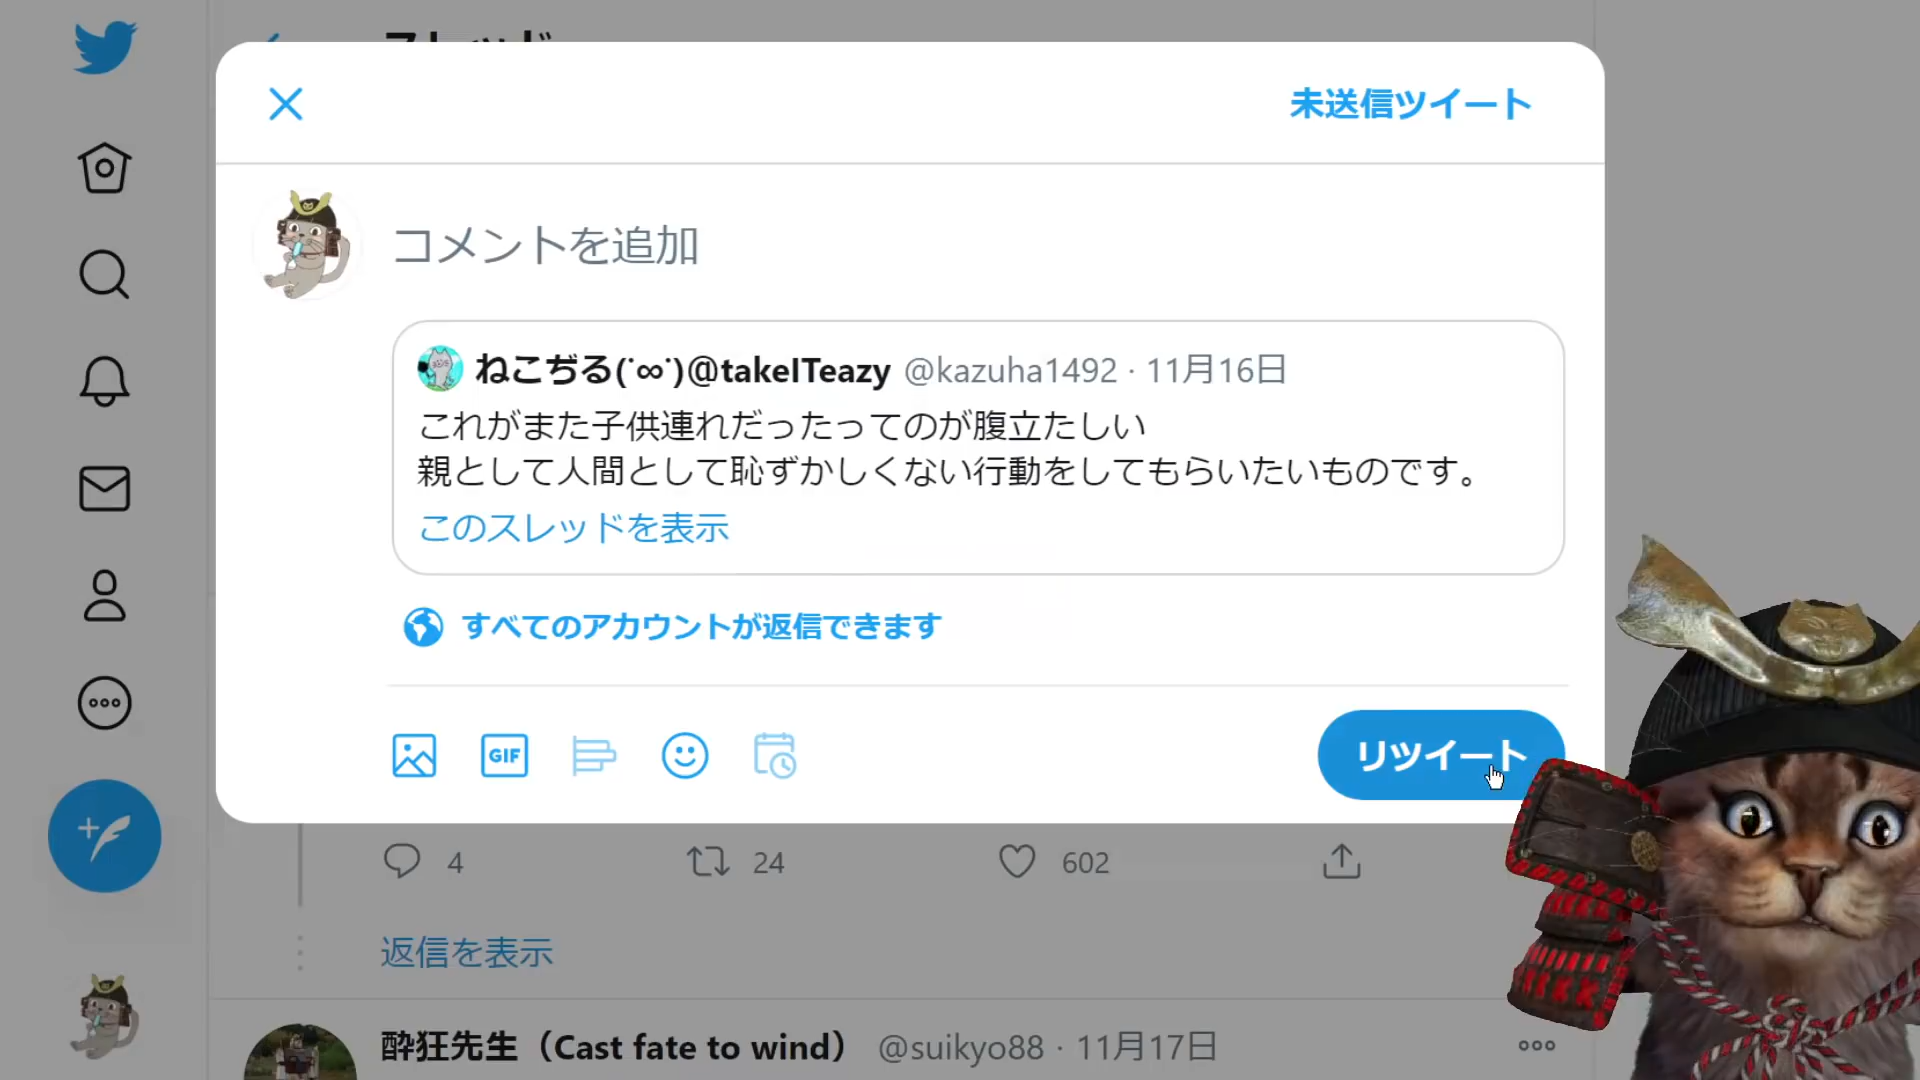 スレッド
未送信ツイート
コメントを追加
ねこぢる(˙∞˙)@takeITeazy @kazuha1492 · 11月16日
これがまた子供連れだったってのが腹立たしい
親として人間として恥ずかしくない行動をしてもらいたいものです。
このスレッドを表示
すべてのアカウントが返信できます
GIF
リツイート
4 24 602
返信を表示
酔狂先生（Cast fate to wind） @suikyo88 · 11月17日